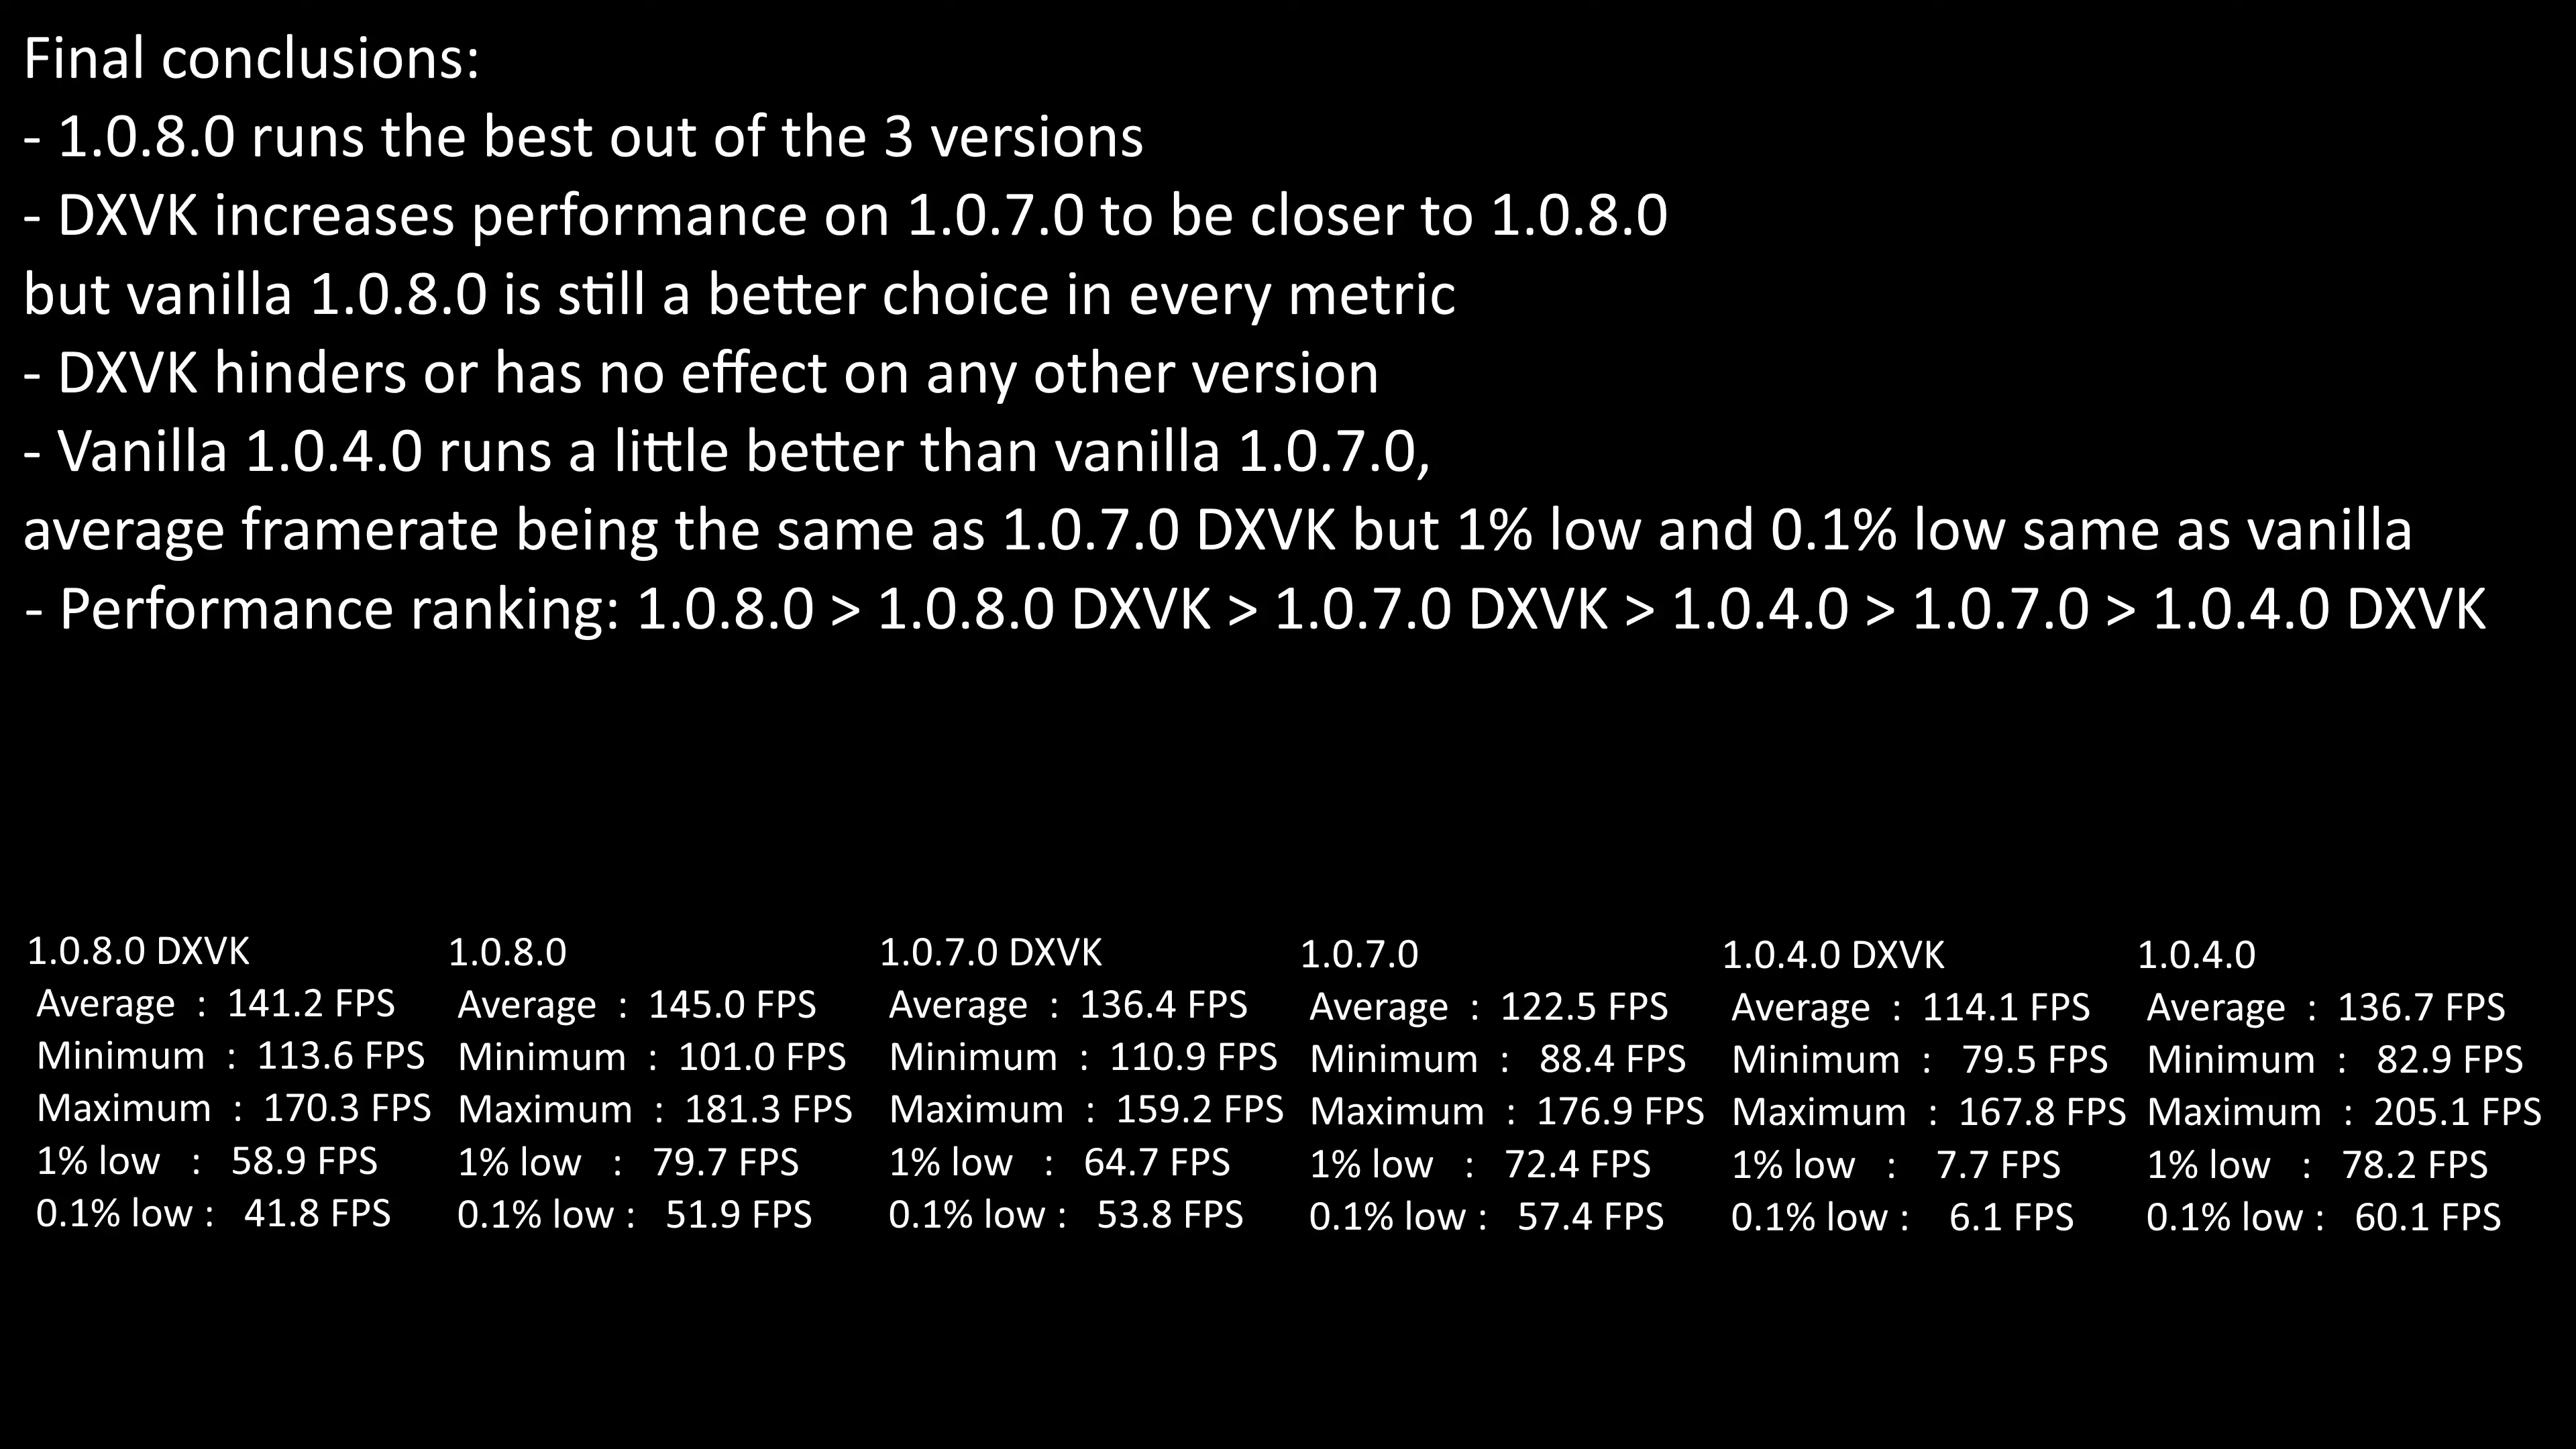 Final conclusions:
- 1.0.8.0 runs the best out of the 3 versions
- DXVK increases performance on 1.0.7.0 to be closer to 1.0.8.0
but vanilla 1.0.8.0 is still a better choice in every metric
- DXVK hinders or has no effect on any other version
- Vanilla 1.0.4.0 runs a little better than vanilla 1.0.7.0,
average framerate being the same as 1.0.7.0 DXVK but 1% low and 0.1% low same as vanilla
- Performance ranking: 1.0.8.0 > 1.0.8.0 DXVK > 1.0.7.0 DXVK > 1.0.4.0 > 1.0.7.0 > 1.0.4.0 DXVK
1.0.8.0 DXVK
Average : 141.2 FPS
Minimum : 113.6 FPS
Maximum : 170.3 FPS
1% low : 58.9 FPS
0.1% low : 41.8 FPS
1.0.8.0
Average : 145.0 FPS
Minimum : 101.0 FPS
Maximum : 181.3 FPS
1% low : 79.7 FPS
0.1% low : 51.9 FPS
1.0.7.0 DXVK
Average : 136.4 FPS
Minimum : 110.9 FPS
Maximum : 159.2 FPS
1% low : 64.7 FPS
0.1% low : 53.8 FPS
1.0.7.0
Average : 122.5 FPS
Minimum : 88.4 FPS
Maximum : 176.9 FPS
1% low : 72.4 FPS
0.1% low : 57.4 FPS
1.0.4.0 DXVK
Average : 114.1 FPS
Minimum : 79.5 FPS
Maximum : 167.8 FPS
1% low : 7.7 FPS
0.1% low : 6.1 FPS
1.0.4.0
Average : 136.7 FPS
Minimum : 82.9 FPS
Maximum : 205.1 FPS
1% low : 78.2 FPS
0.1% low : 60.1 FPS